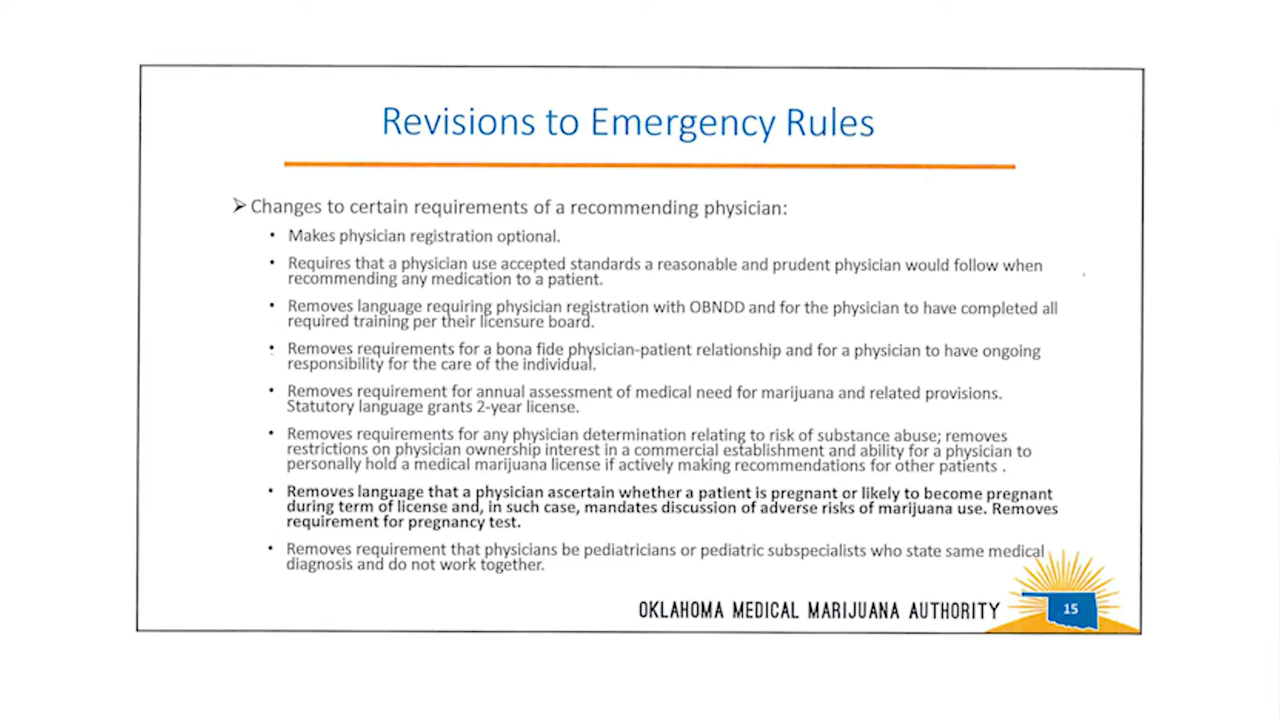 Revisions to Emergency Rules
➢ Changes to certain requirements of a recommending physician:
• Makes physician registration optional.
• Requires that a physician use accepted standards a reasonable and prudent physician would follow when
recommending any medication to a patient.
• Removes language requiring physician registration with OBNDD and for the physician to have completed all
required training per their licensure board.
• Removes requirements for a bona fide physician-patient relationship and for a physician to have ongoing
responsibility for the care of the individual.
• Removes requirement for annual assessment of medical need for marijuana and related provisions.
Statutory language grants 2-year license.
• Removes requirements for any physician determination relating to risk of substance abuse; removes
restrictions on physician ownership interest in a commercial establishment and ability for a physician to
personally hold a medical marijuana license if actively making recommendations for other patients .
• Removes language that a physician ascertain whether a patient is pregnant or likely to become pregnant
during term of license and, in such case, mandates discussion of adverse risks of marijuana use. Removes
requirement for pregnancy test.
• Removes requirement that physicians be pediatricians or pediatric subspecialists who state same medical
diagnosis and do not work together.
OKLAHOMA MEDICAL MARIJUANA AUTHORITY
15